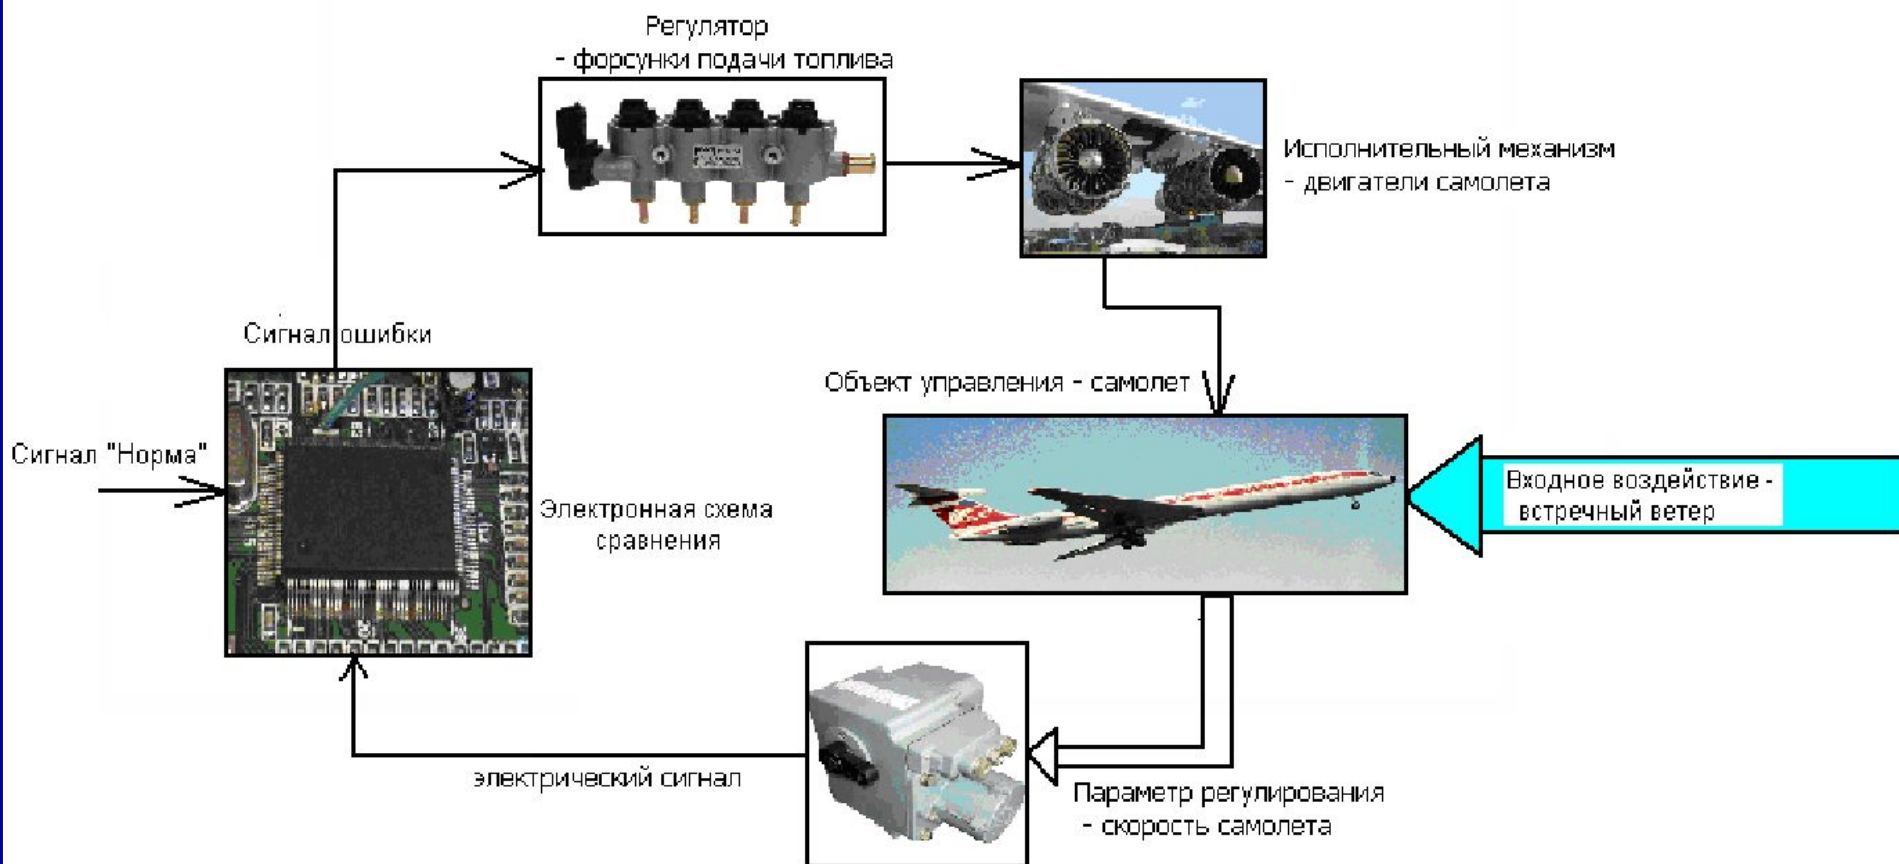 Регулятор
- форсунки подачи топлива
Исполнительный механизм
- двигатели самолета
Сигнал ошибки
Объект управления - самолет
Сигнал "Норма"
Электронная схема
сравнения
Входное воздействие -
встречный ветер
электрический сигнал
Параметр регулирования
- скорость самолета